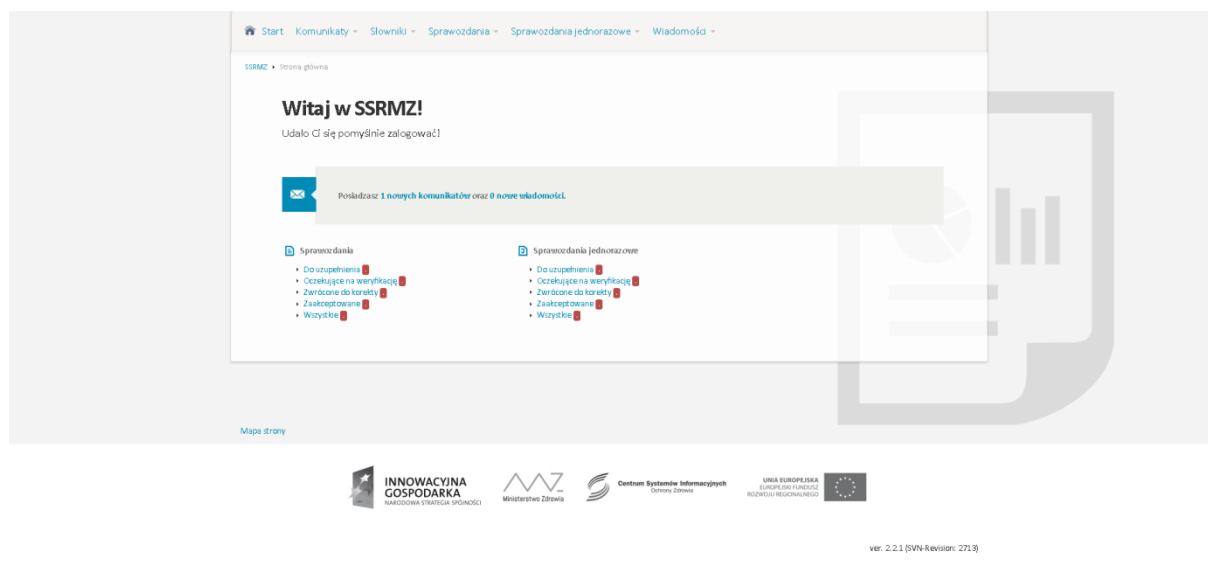 Start Komunikaty Słowniki Sprawozdania Sprawozdania jednorazowe Wiadomości
SSRMZ Strona główna
Witaj w SSRMZ!
Udało Ci się pomyślnie zalogować!
Posiadasz 1 nowych komunikatów oraz 0 nowe wiadomości.
Sprawozdania
Do uzupełnienia
Oczekujące na weryfikację
Zwrócone do korekty
Zaakceptowane
Wszystkie
Sprawozdania jednorazowe
Do uzupełnienia
Oczekujące na weryfikację
Zwrócone do korekty
Zaakceptowane
Wszystkie
Mapa strony
INNOWACYJNA
GOSPODARKA
NARODOWA STRATEGIA SPÓJNOŚCI
Ministerstwo Zdrowia
Centrum Systemów Informacyjnych
Ochrony Zdrowia
UNIA EUROPEJSKA
EUROPEJSKI FUNDUSZ
ROZWOJU REGIONALNEGO
ver. 2.2.1 (SVN-Revision: 2713)